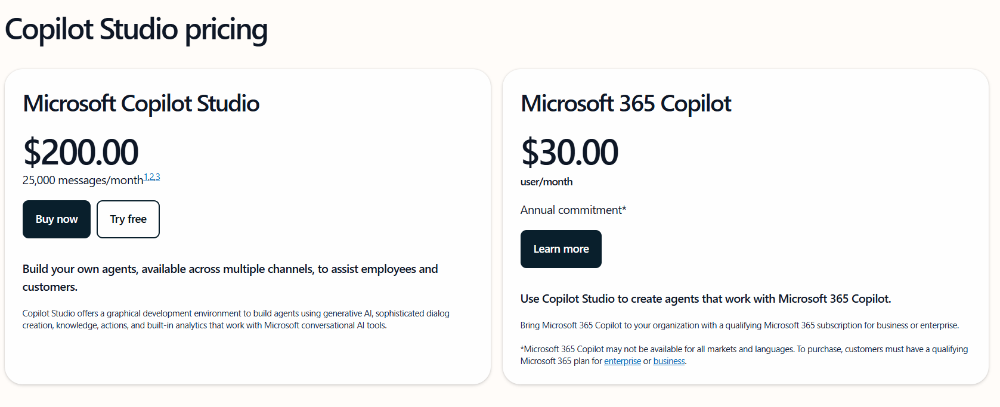 Copilot Studio pricing
Microsoft Copilot Studio
$200.00
25,000 messages/month1,2,3
Buy now
Try free
Build your own agents, available across multiple channels, to assist employees and
customers.
Copilot Studio offers a graphical development environment to build agents using generative AI, sophisticated dialog
creation, knowledge, actions, and built-in analytics that work with Microsoft conversational AI tools.
Microsoft 365 Copilot
$30.00
user/month
Annual commitment*
Learn more
Use Copilot Studio to create agents that work with Microsoft 365 Copilot.
Bring Microsoft 365 Copilot to your organization with a qualifying Microsoft 365 subscription for business or enterprise.
*Microsoft 365 Copilot may not be available for all markets and languages. To purchase, customers must have a qualifying
Microsoft 365 plan for enterprise or business.